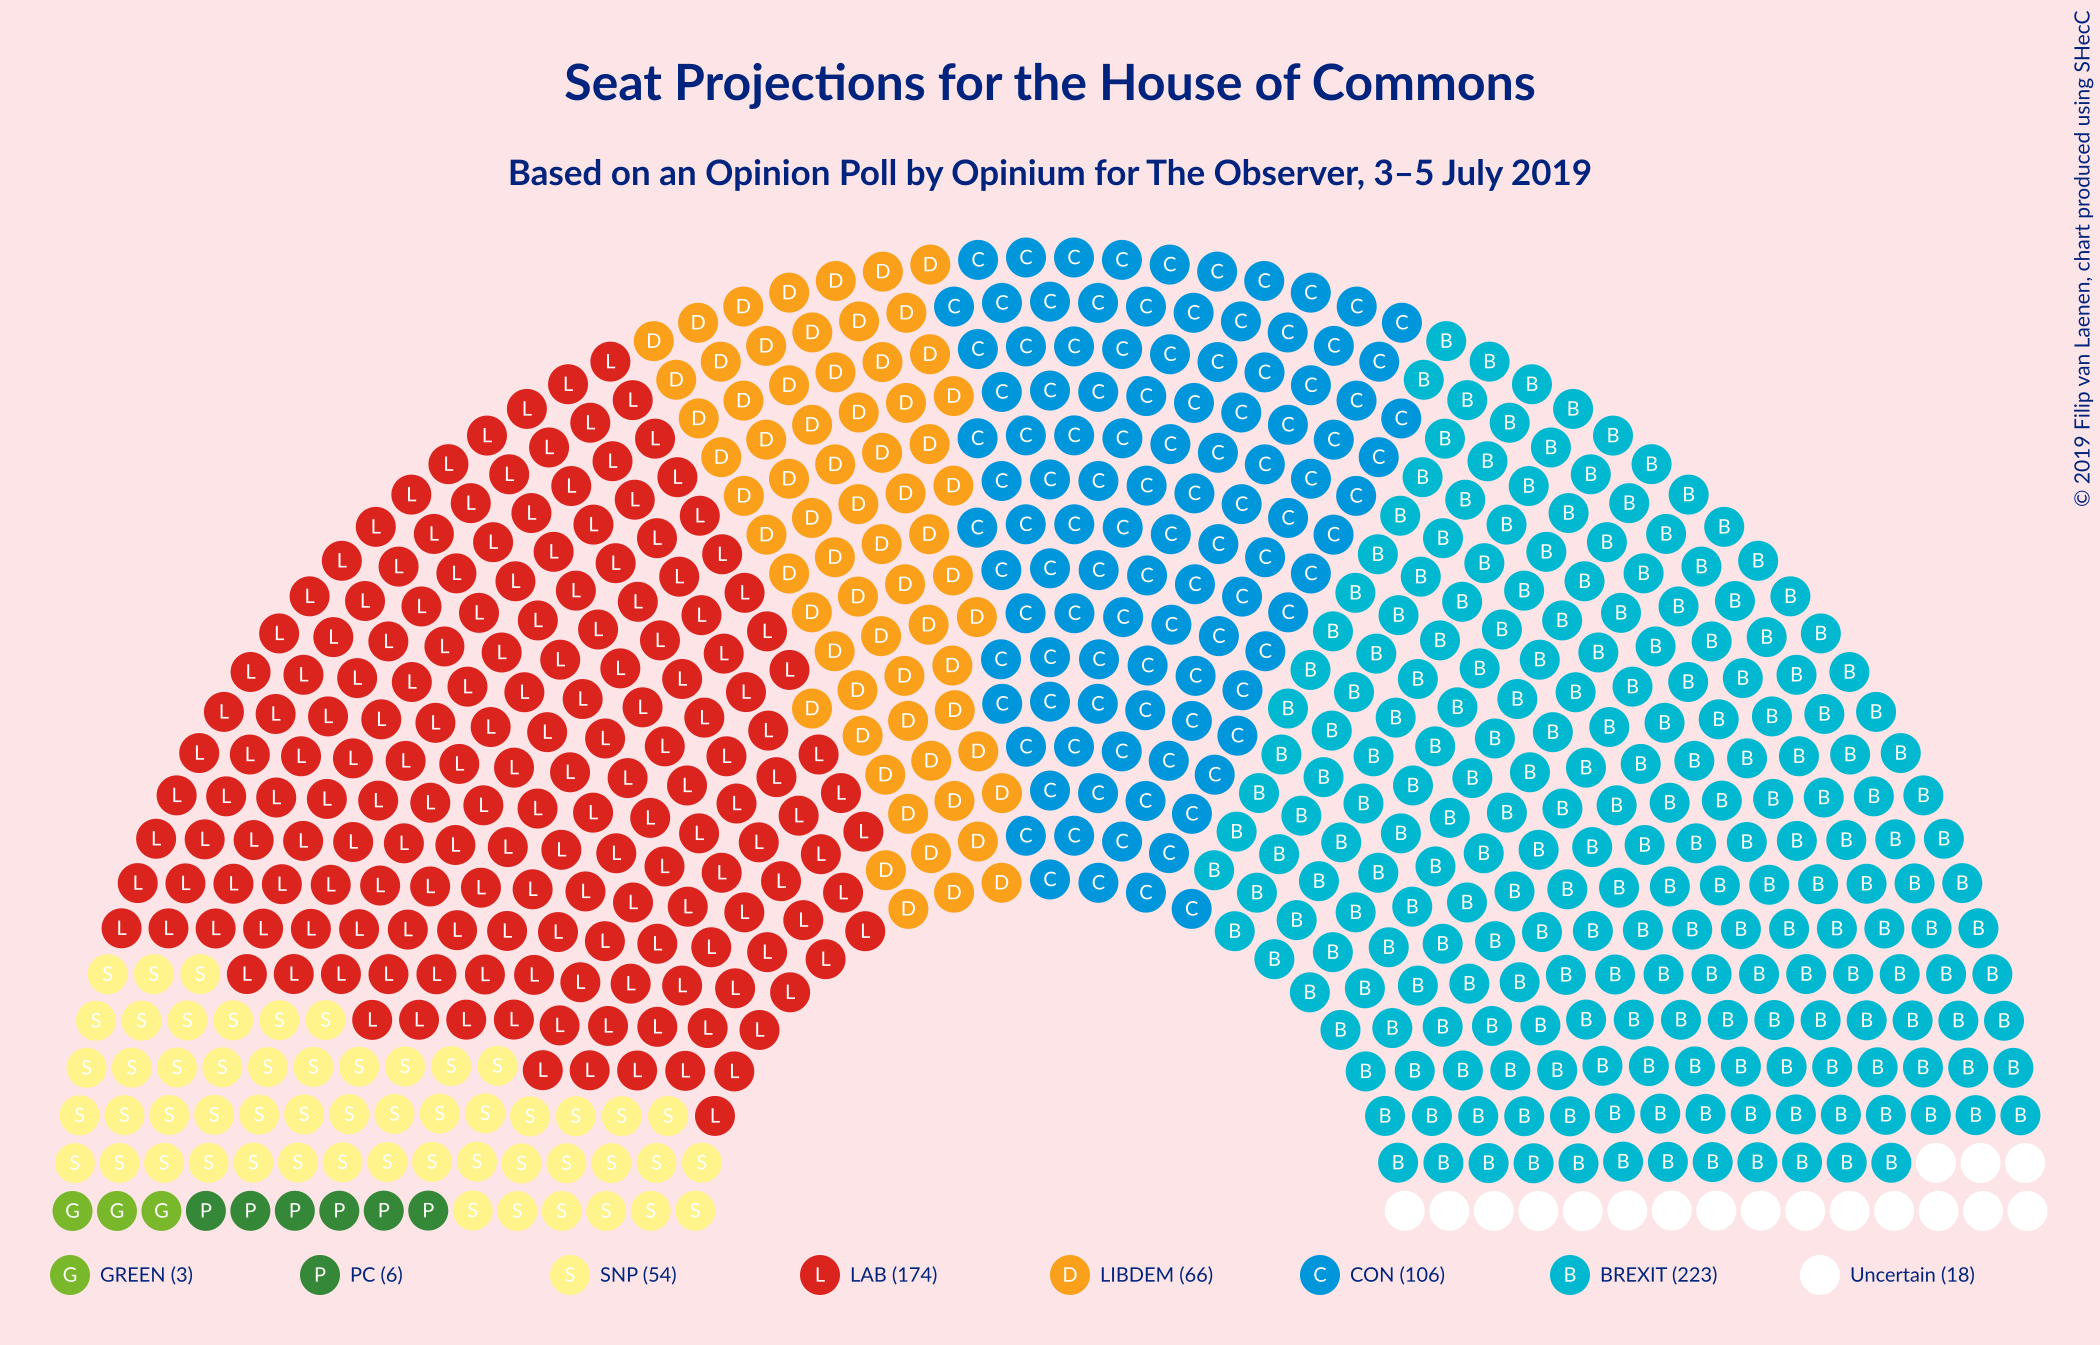 Seat Projections for the House of Commons
Based on an Opinion Poll by Opinium for The Observer, 3–5 July 2019
© 2019 Filip van Laenen, chart produced using SHecC
G GREEN (3)
P PC (6)
S SNP (54)
L LAB (174)
D LIBDEM (66)
C CON (106)
B BREXIT (223)
Uncertain (18)